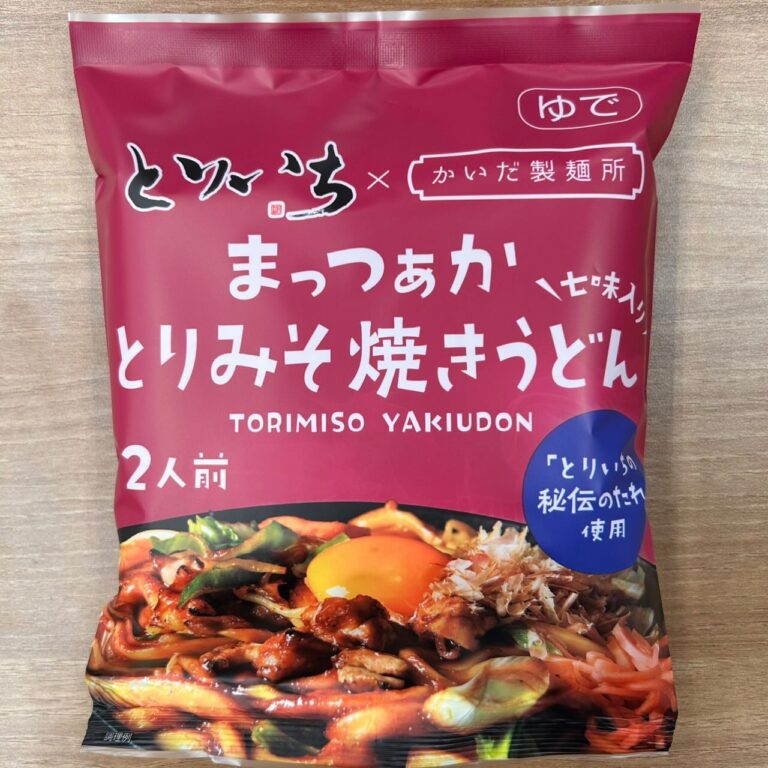 ゆで
とりいち×かいだ製麺所
まっつぁか
七味入り
とりみそ焼きうどん
TORIMISO YAKIUDON
2人前
「とりいちの
秘伝のたれ
使用
調理例